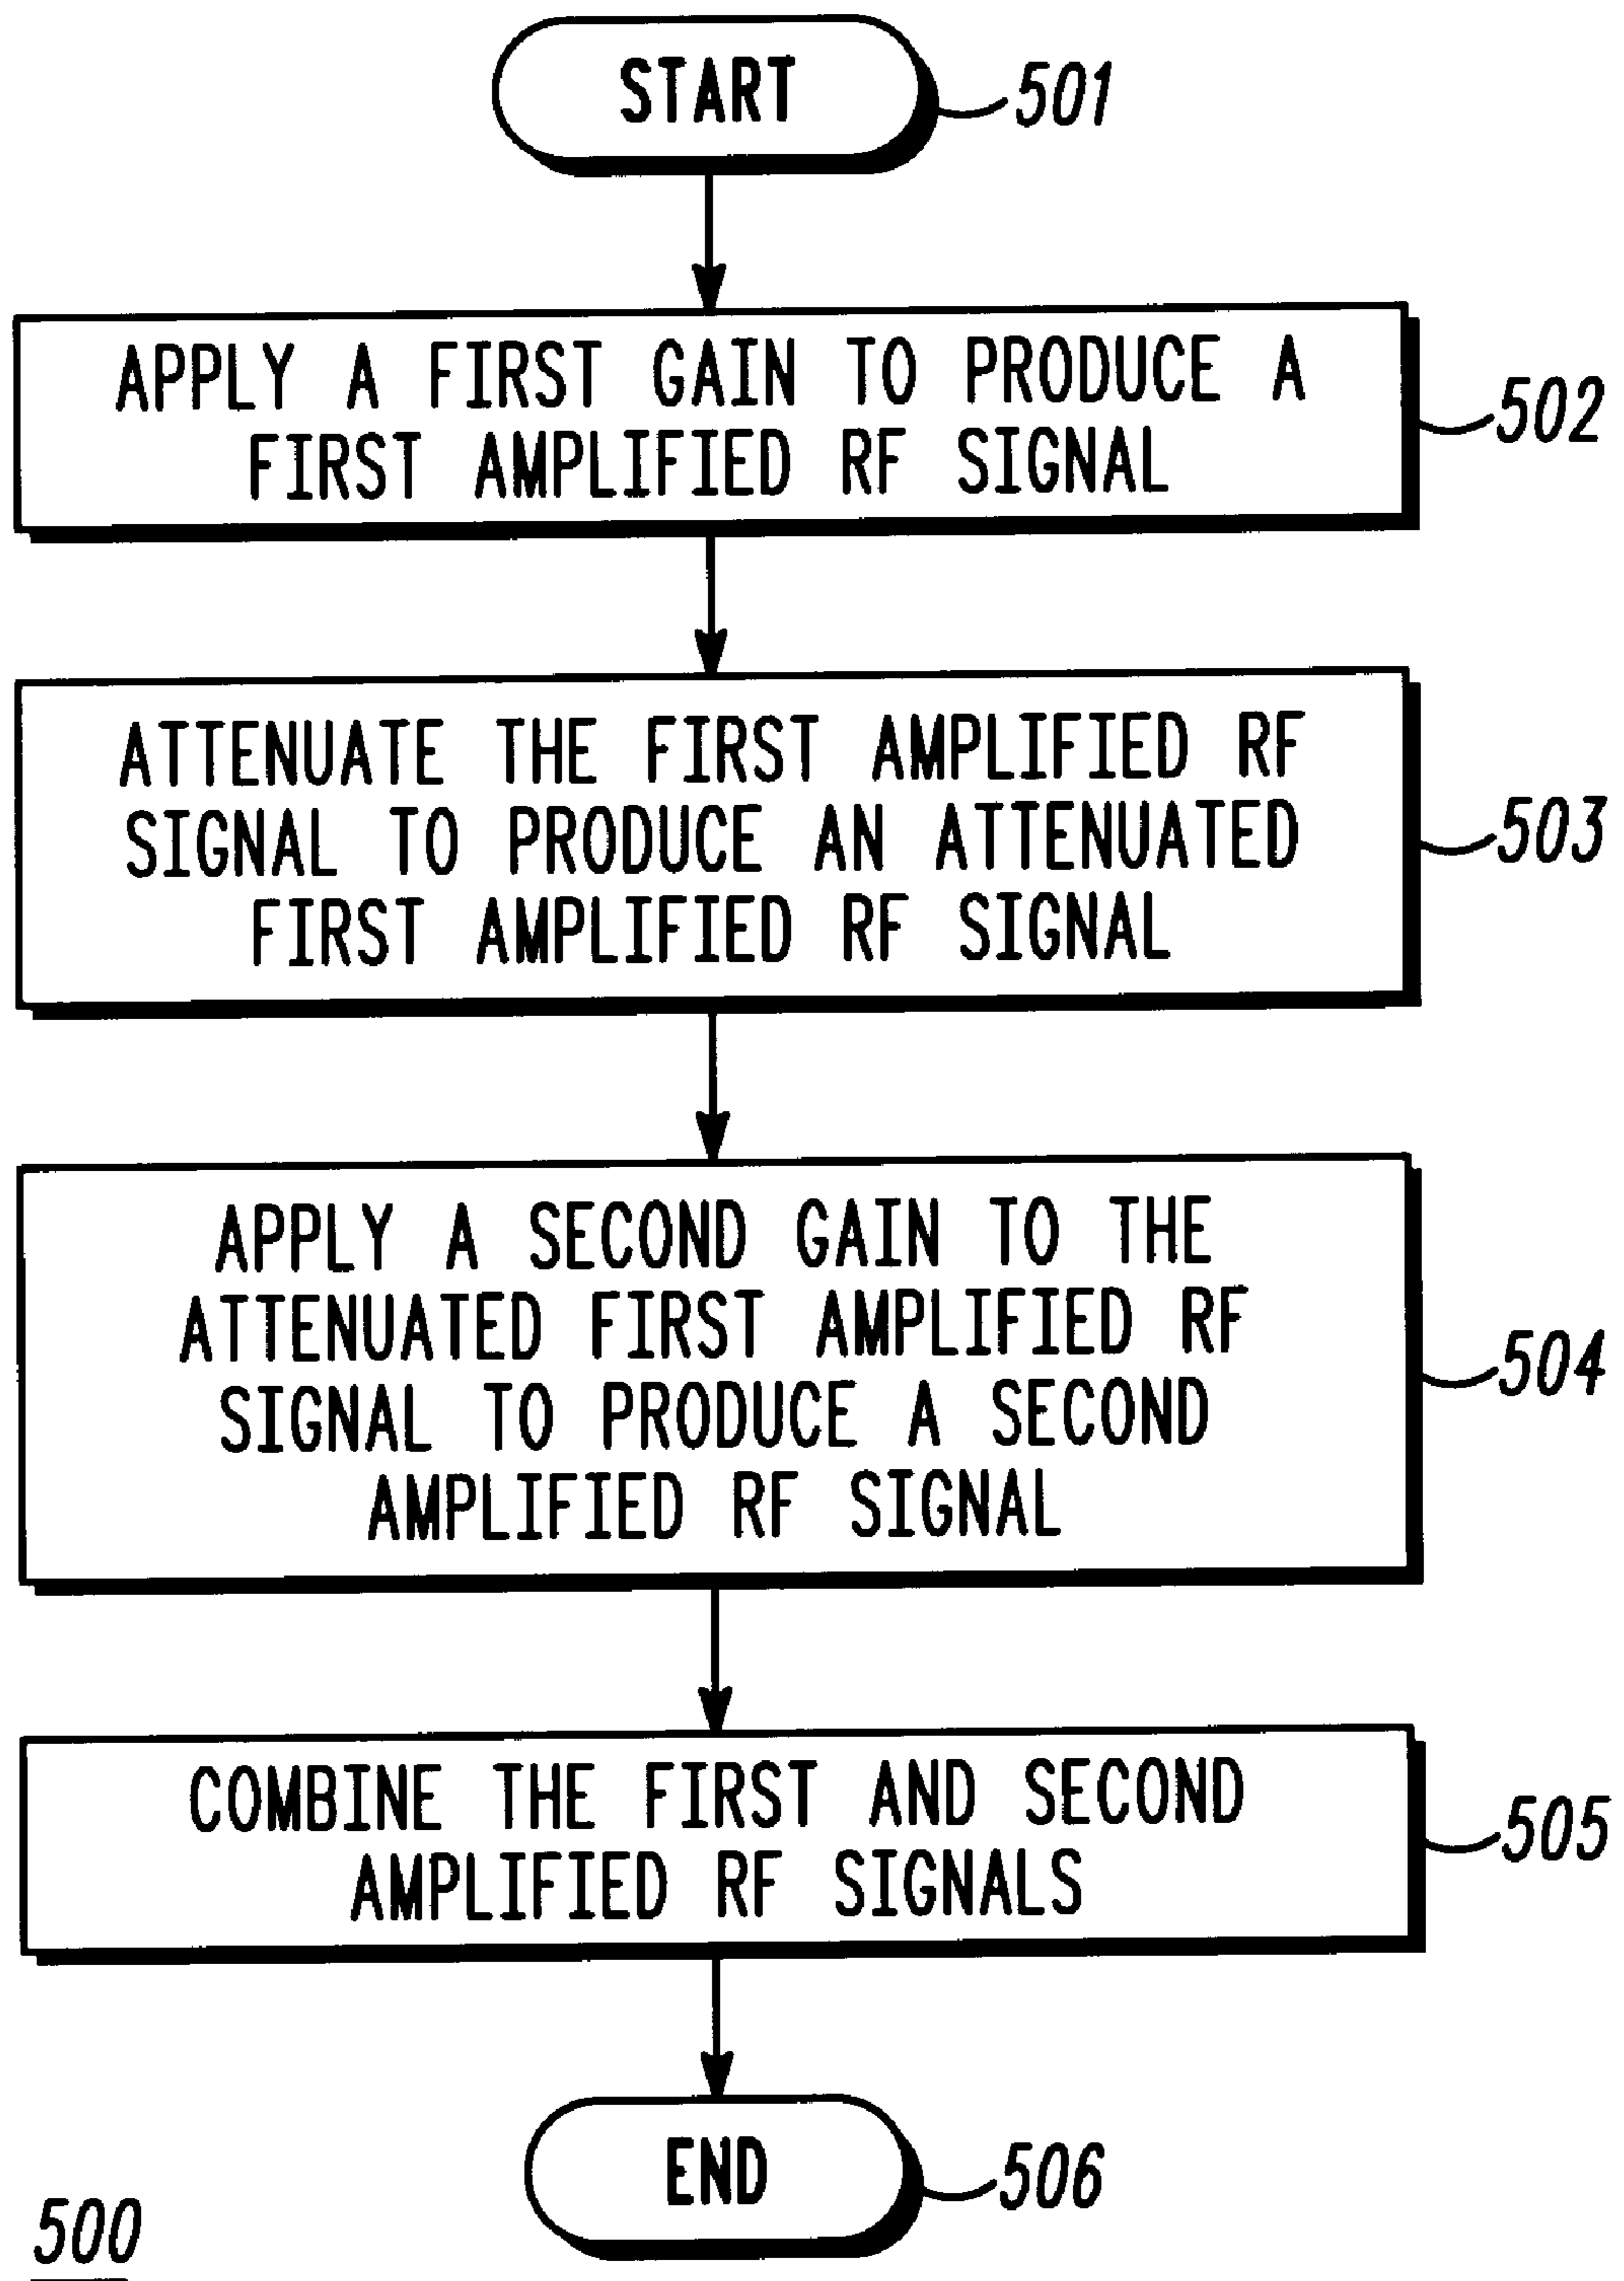 START
501
APPLY A FIRST GAIN TO PRODUCE A
FIRST AMPLIFIED RF SIGNAL
502
ATTENUATE THE FIRST AMPLIFIED RF
SIGNAL TO PRODUCE AN ATTENUATED
FIRST AMPLIFIED RF SIGNAL
503
APPLY A SECOND GAIN TO THE
ATTENUATED FIRST AMPLIFIED RF
SIGNAL TO PRODUCE A SECOND
AMPLIFIED RF SIGNAL
504
COMBINE THE FIRST AND SECOND
AMPLIFIED RF SIGNALS
505
END
506
500